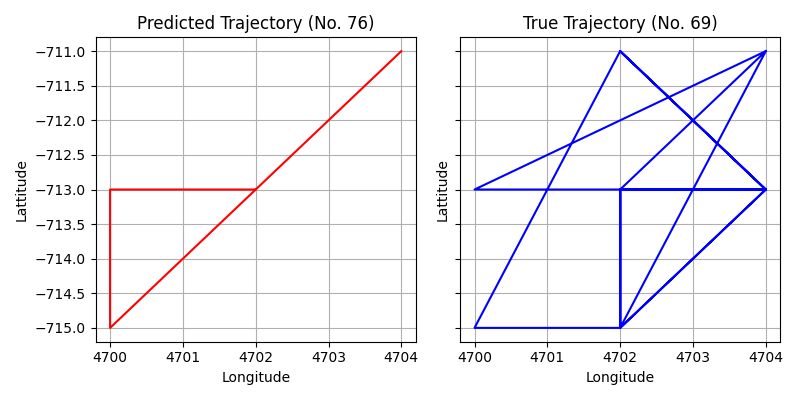 Predicted Trajectory (No. 76)
True Trajectory (No. 69)
−711.0
−711.5
−712.0
−712.5
−713.0
−713.5
−714.0
−714.5
−715.0
Lattitude
Lattitude
4700 4701 4702 4703 4704
4700 4701 4702 4703 4704
Longitude
Longitude